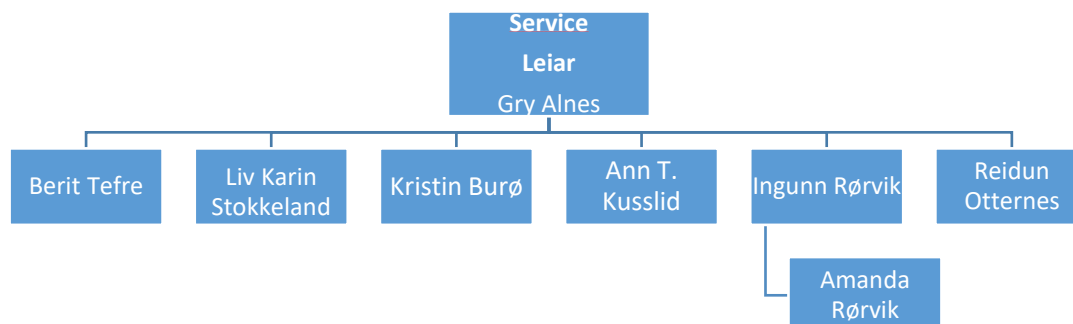 Service
Leiar
Gry Alnes
Berit Tefre
Liv Karin
Stokkeland
Kristin Burø
Ann T.
Kusslid
Ingunn Rørvik
Reidun
Otternes
Amanda
Rørvik